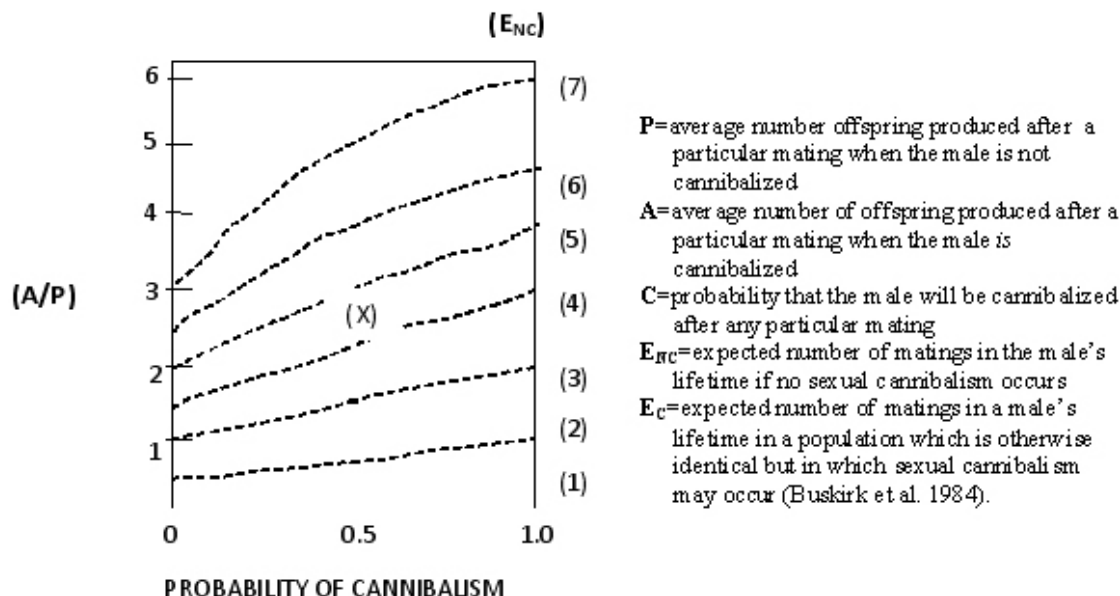 (E_NC)
6
5
4
3
2
1
(A/P)
(7)
(6)
(5)
(X)
(4)
(3)
(2)
(1)
0
0.5
1.0
PROBABILITY OF CANNIBALISM
P=average number offspring produced after a
particular mating when the male is not
cannibalized
A=average number of offspring produced after a
particular mating when the male is
cannibalized
C=probability that the male will be cannibalized
after any particular mating
E_NC=expected number of matings in the male's
lifetime if no sexual cannibalism occurs
E_C=expected number of matings in a male's
lifetime in a population which is otherwise
identical but in which sexual cannibalism
may occur (Buskirk et al. 1984).